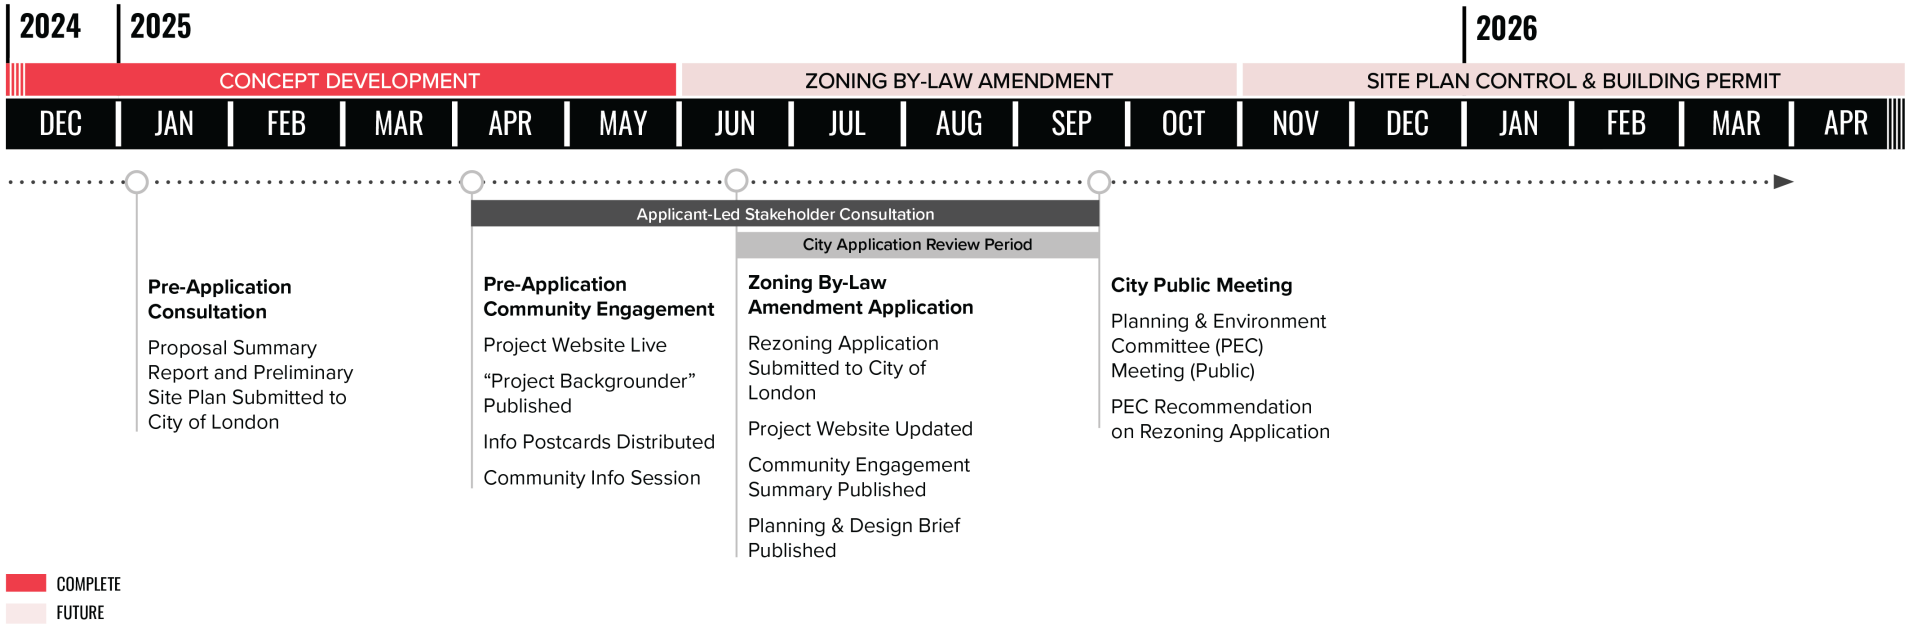 2024
2025
2026
CONCEPT DEVELOPMENT
ZONING BY-LAW AMENDMENT
SITE PLAN CONTROL & BUILDING PERMIT
DEC JAN FEB MAR APR MAY JUN JUL AUG SEP OCT NOV DEC JAN FEB MAR APR
Applicant-Led Stakeholder Consultation
City Application Review Period
Pre-Application
Consultation
Proposal Summary
Report and Preliminary
Site Plan Submitted to
City of London
Pre-Application
Community Engagement
Project Website Live
“Project Backgrounder”
Published
Info Postcards Distributed
Community Info Session
Zoning By-Law
Amendment Application
Rezoning Application
Submitted to City of
London
Project Website Updated
Community Engagement
Summary Published
Planning & Design Brief
Published
City Public Meeting
Planning & Environment
Committee (PEC)
Meeting (Public)
PEC Recommendation
on Rezoning Application
COMPLETE
FUTURE